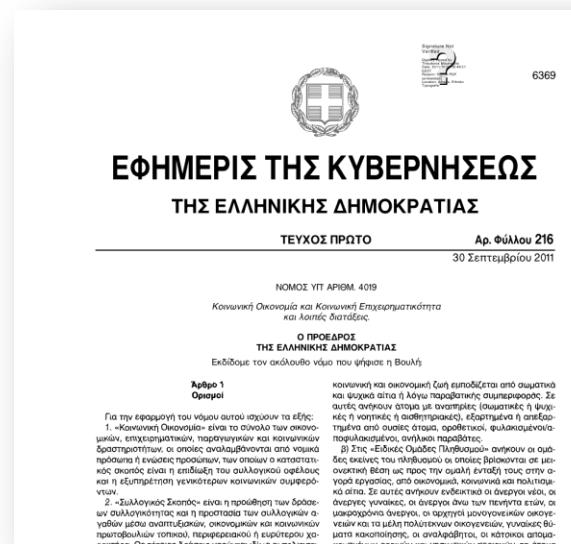 Signature Not
Verified
6369
ΕΦΗΜΕΡΙΣ ΤΗΣ ΚΥΒΕΡΝΗΣΕΩΣ
ΤΗΣ ΕΛΛΗΝΙΚΗΣ ΔΗΜΟΚΡΑΤΙΑΣ
ΤΕΥΧΟΣ ΠΡΩΤΟ
Αρ. Φύλλου 216
30 Σεπτεμβρίου 2011
ΝΟΜΟΣ ΥΠ' ΑΡΙΘΜ. 4019
Κοινωνική Οικονομία και Κοινωνική Επιχειρηματικότητα
και λοιπές διατάξεις.
Ο ΠΡΟΕΔΡΟΣ
ΤΗΣ ΕΛΛΗΝΙΚΗΣ ΔΗΜΟΚΡΑΤΙΑΣ
Εκδίδομε τον ακόλουθο νόμο που ψήφισε η Βουλή:
Άρθρο 1
Ορισμοί
Για την εφαρμογή του νόμου αυτού ισχύουν τα εξής:
1. «Κοινωνική Οικονομία» είναι το σύνολο των οικονο-
μικών, επιχειρηματικών, παραγωγικών και κοινωνικών
δραστηριοτήτων, οι οποίες αναλαμβάνονται από νομικά
πρόσωπα ή ενώσεις προσώπων, των οποίων ο καταστατι-
κός σκοπός είναι η επιδίωξη του συλλογικού οφέλους
και η εξυπηρέτηση γενικότερων κοινωνικών συμφερό-
ντων.
2. «Συλλογικός Σκοπός» είναι η προώθηση των δράσε-
ων συλλογικότητας και η προστασία των συλλογικών α-
γαθών μέσω αναπτυξιακών, οικονομικών και κοινωνικών
πρωτοβουλιών τοπικού, περιφερειακού ή ευρύτερου χα-
κοινωνική και οικονομική ζωή εμποδίζεται από σωματικά
και ψυχικά αίτια ή λόγω παραβατικής συμπεριφοράς. Σε
αυτές ανήκουν άτομα με αναπηρίες (σωματικές ή ψυχι-
κές ή νοητικές ή αισθητηριακές), εξαρτημένα ή απεξαρ-
τημένα από ουσίες άτομα, οροθετικοί, φυλακισμένοι/α-
ποφυλακισμένοι, ανήλικοι παραβάτες.
β) Στις «Ειδικές Ομάδες Πληθυσμού» ανήκουν οι ομά-
δες εκείνες του πληθυσμού οι οποίες βρίσκονται σε μει-
ονεκτική θέση ως προς την ομαλή ένταξή τους στην α-
γορά εργασίας, από οικονομικά, κοινωνικά και πολιτισμι-
κά αίτια. Σε αυτές ανήκουν ενδεικτικά οι άνεργοι νέοι, οι
άνεργες γυναίκες, οι άνεργοι άνω των πενήντα ετών, οι
μακροχρόνια άνεργοι, οι αρχηγοί μονογονεϊκών οικογε-
νειών και τα μέλη πολύτεκνων οικογενειών, γυναίκες θύ-
ματα κακοποίησης, οι αναλφάβητοι, οι κάτοικοι απομα-